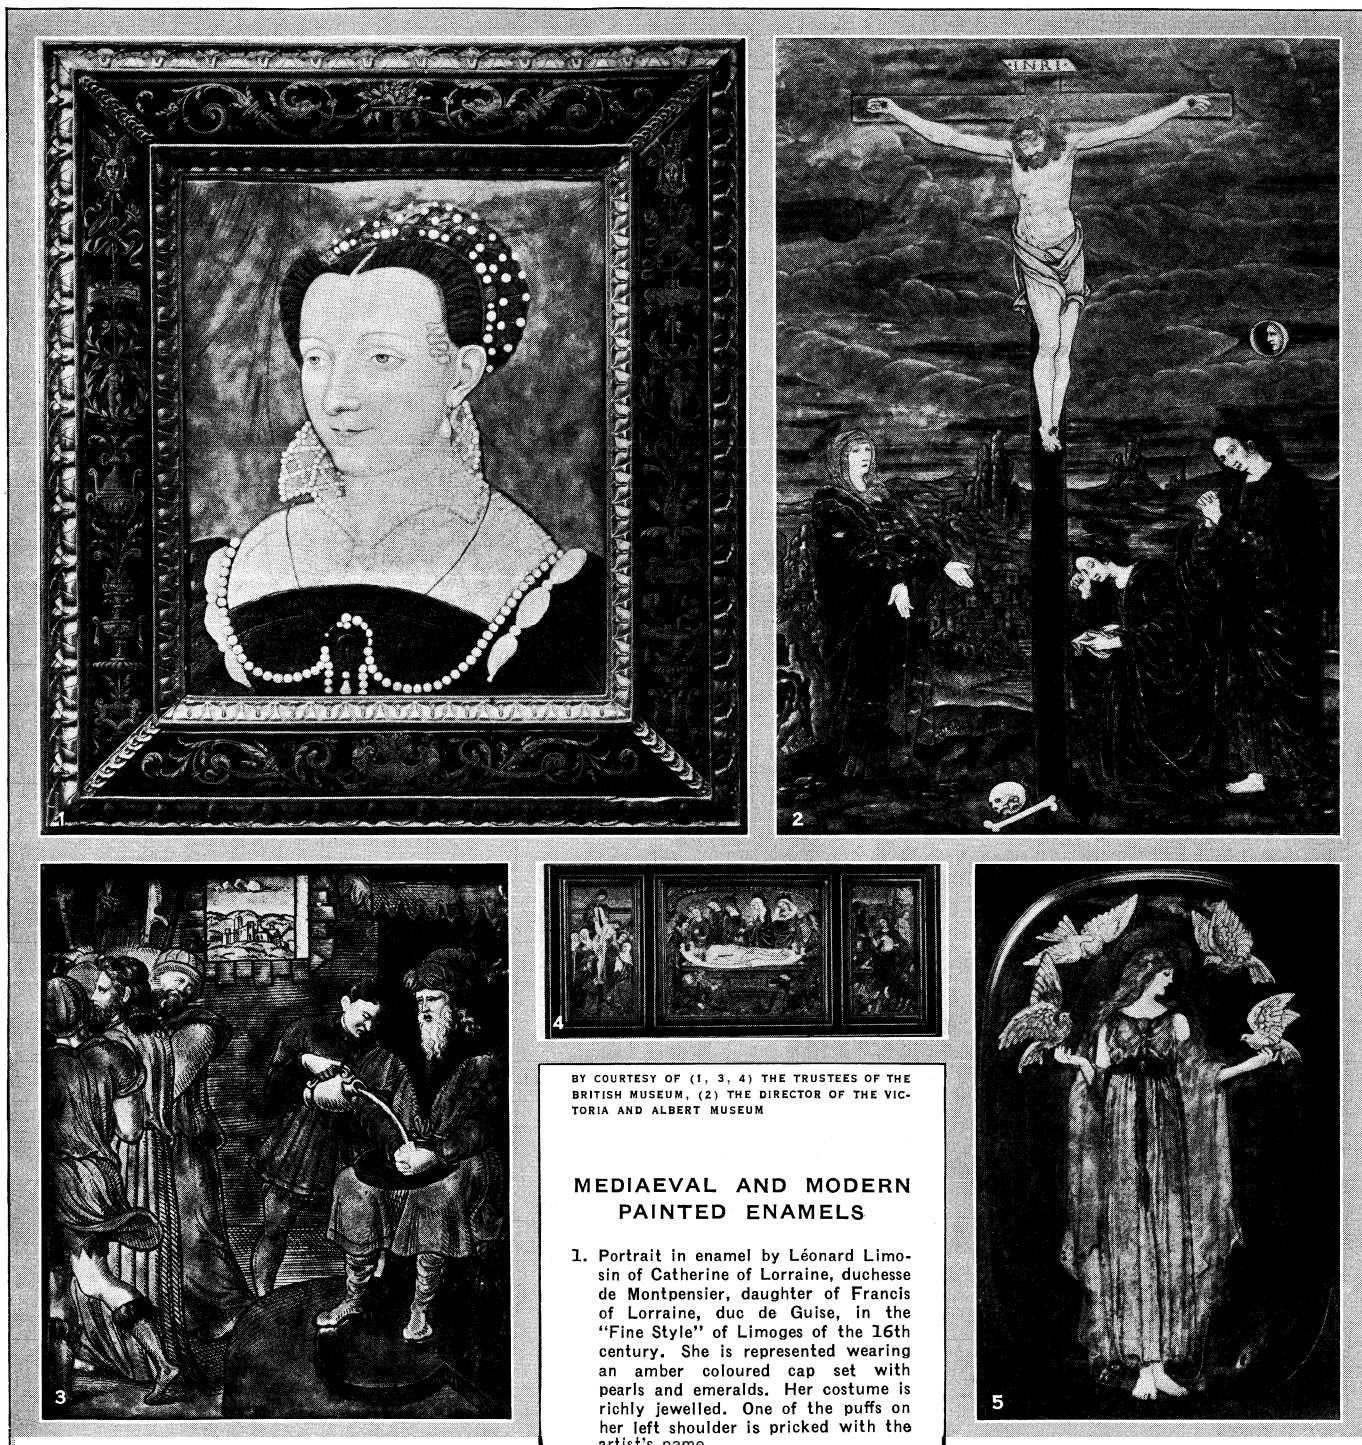 ·INRI·
1
2
3
4
5
BY COURTESY OF (1, 3, 4) THE TRUSTEES OF THE
BRITISH MUSEUM, (2) THE DIRECTOR OF THE VIC-
TORIA AND ALBERT MUSEUM
MEDIAEVAL AND MODERN
PAINTED ENAMELS
1. Portrait in enamel by Léonard Limo-
sin of Catherine of Lorraine, duchesse
de Montpensier, daughter of Francis
of Lorraine, duc de Guise, in the
“Fine Style” of Limoges of the 16th
century. She is represented wearing
an amber coloured cap set with
pearls and emeralds. Her costume is
richly jewelled. One of the puffs on
her left shoulder is pricked with the
artist's name